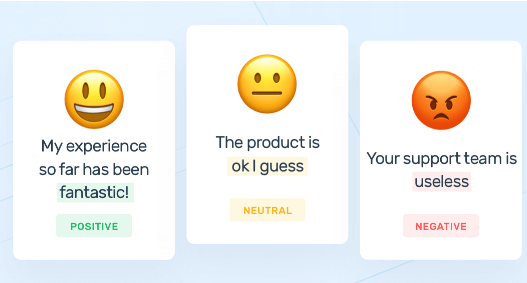 My experience
so far has been
fantastic!
POSITIVE
The product is
ok I guess
NEUTRAL
Your support team is
useless
NEGATIVE